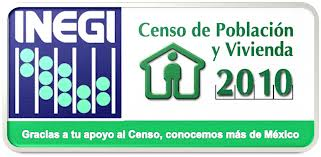 INEGI
Censo de Población
y Vivienda
2010
Gracias a tu apoyo al Censo, conocemos más de México